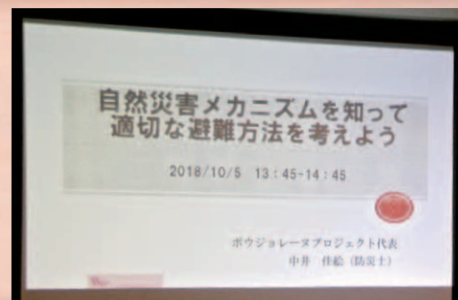 自然災害メカニズムを知って
適切な避難方法を考えよう
2018/10/5 13：45-14：45
ボウジョレーヌプロジェクト代表
中井 佳絵（防災士）